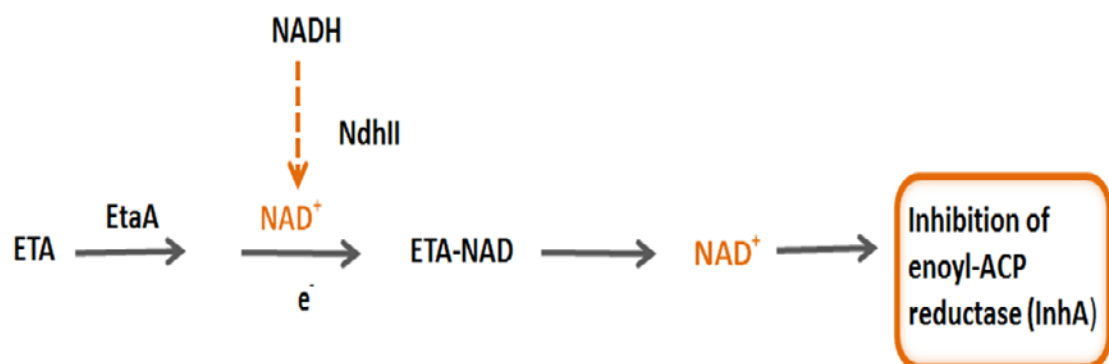 NADH
NdhII
EtaA
NAD⁺
ETA
ETA-NAD
NAD⁺
e⁻
Inhibition of
enoyl-ACP
reductase (InhA)